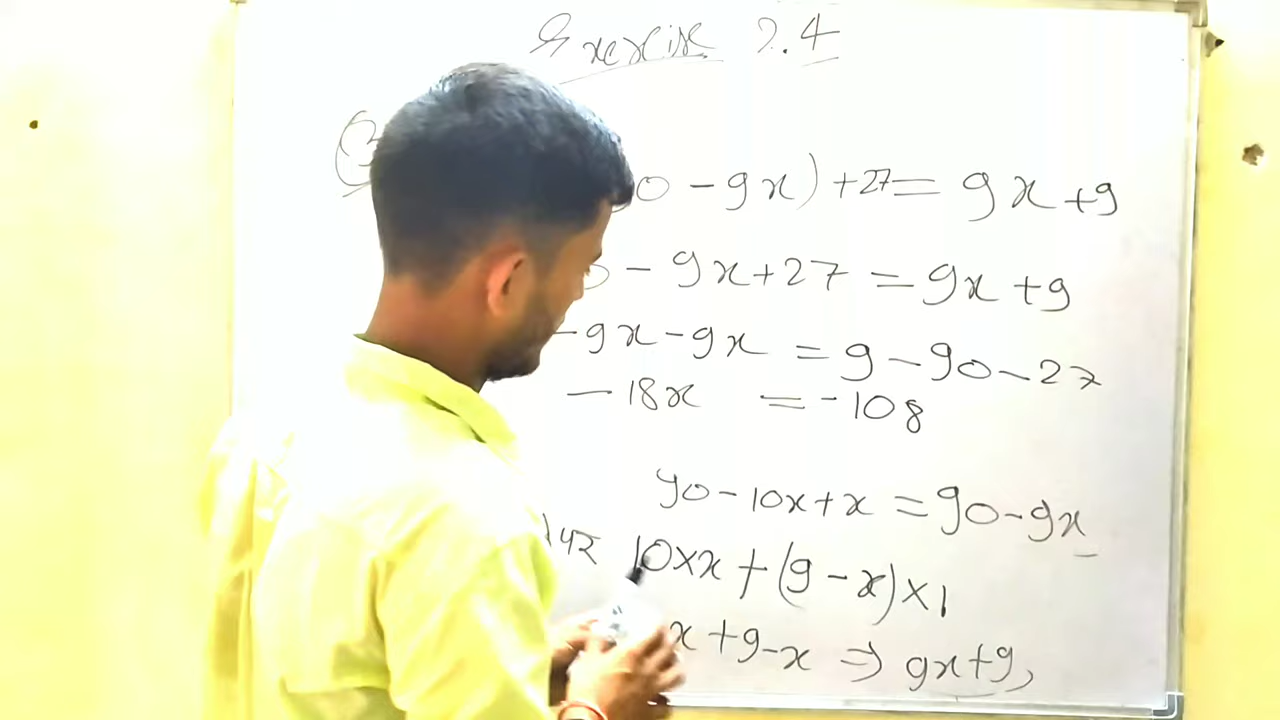 Exercise 2.4
0 - 9x) + 27 = 9x + 9
- 9x + 27 = 9x + 9
- 9x - 9x = 9 - 90 - 27
- 18x = - 108
90 - 10x + x = 90 - 9x
पर 10 × x + (9 - x) × 1
x + 9 - x ⇒ 9x + 9,